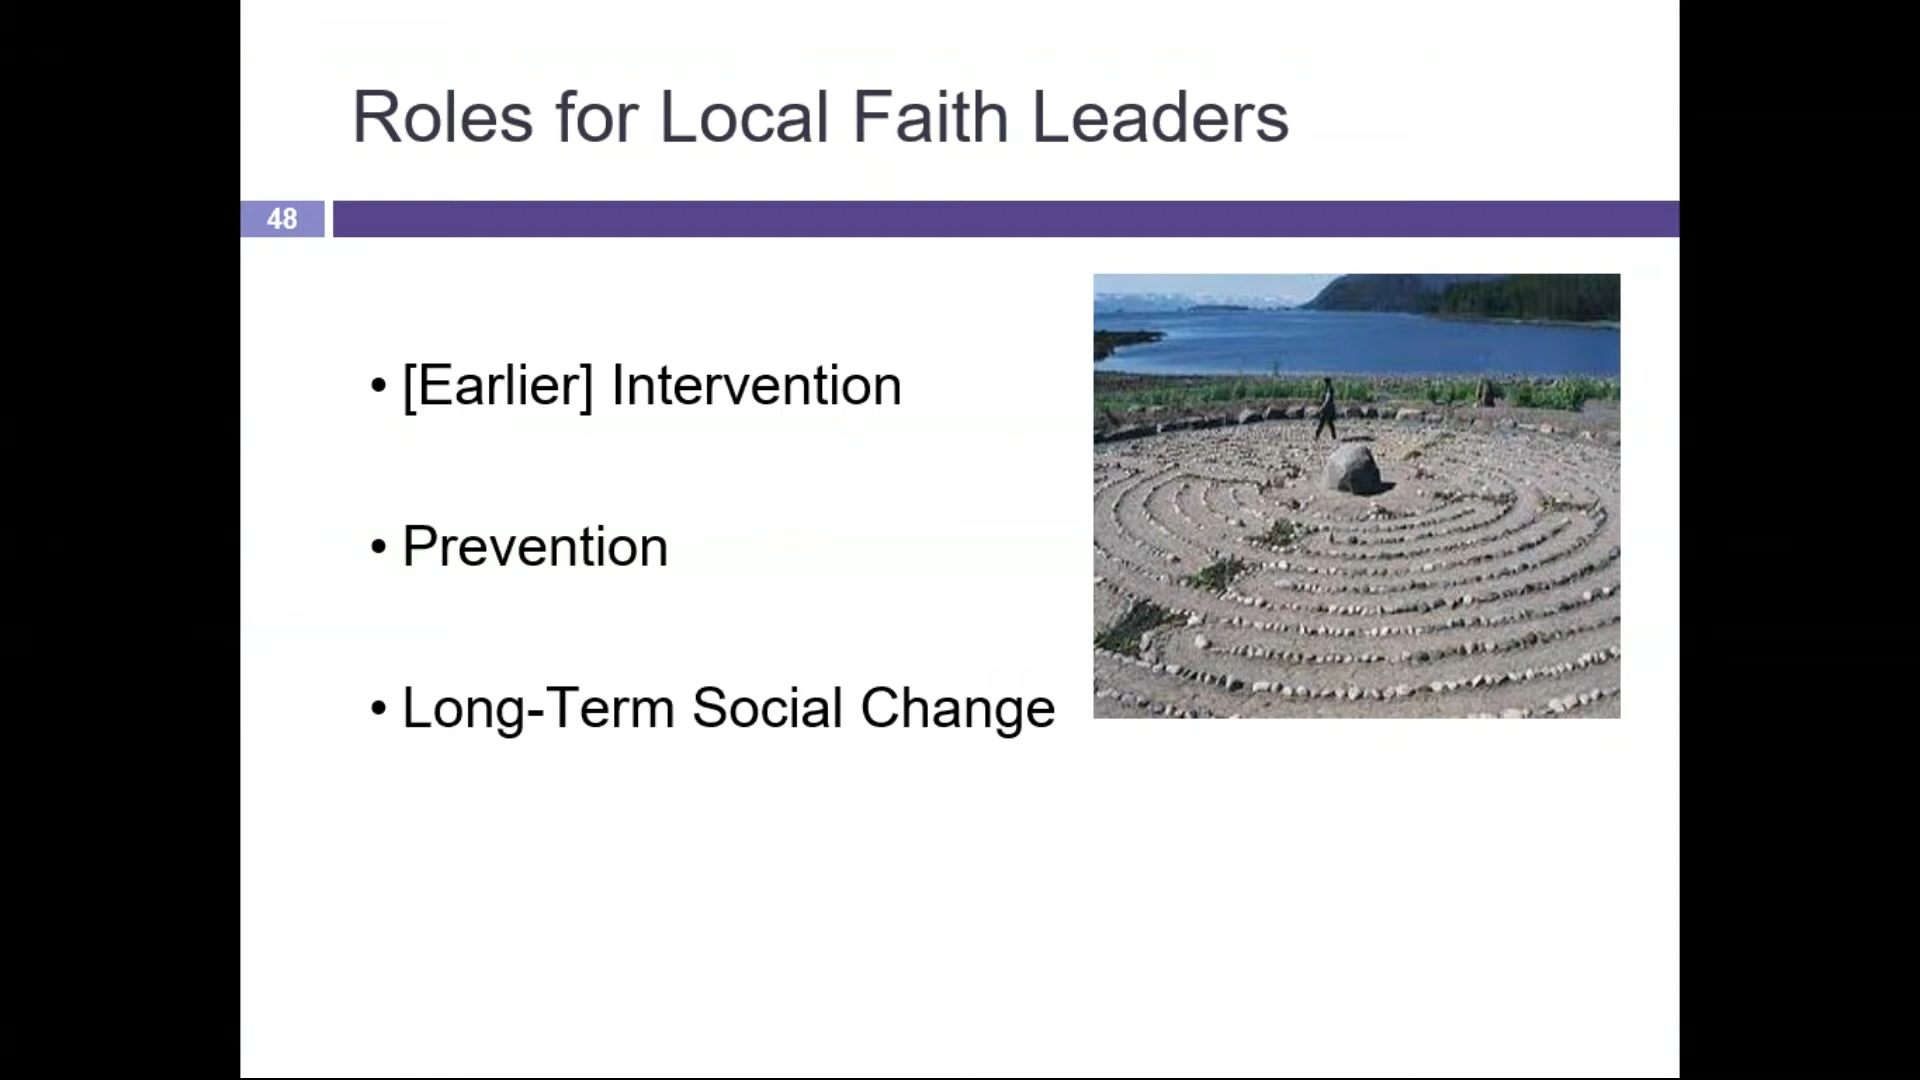 Roles for Local Faith Leaders
48
• [Earlier] Intervention
• Prevention
• Long-Term Social Change